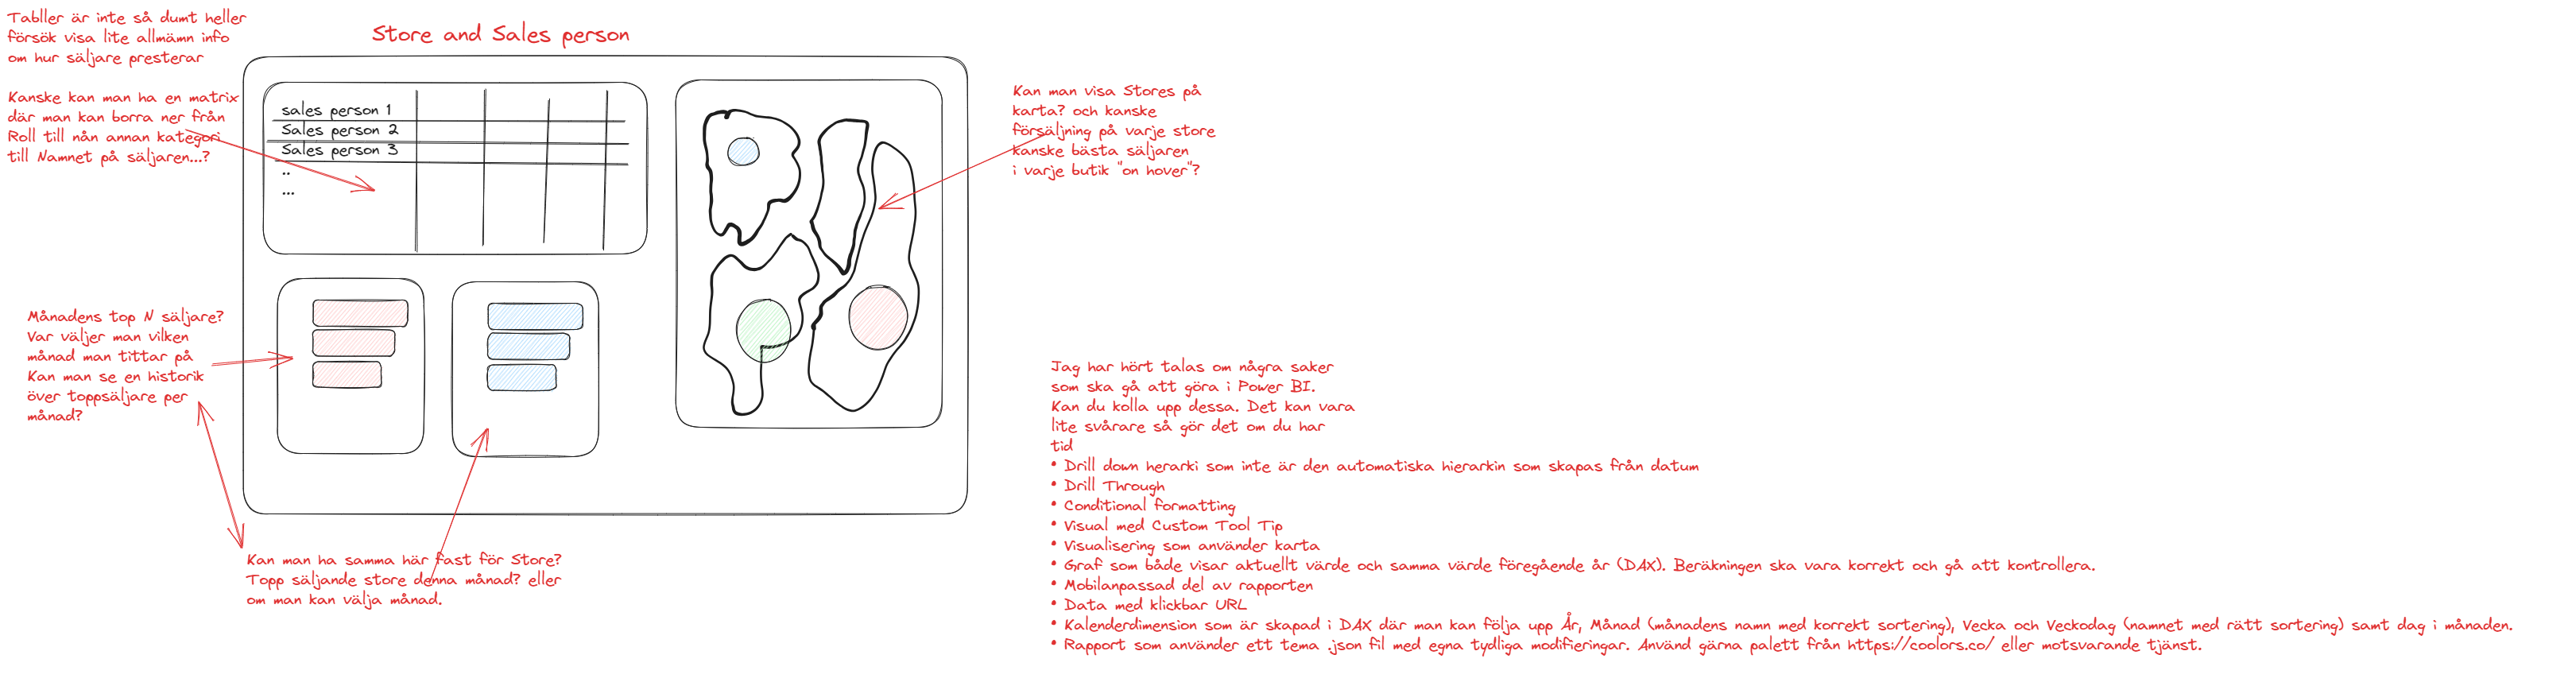 Tabller är inte så dumt heller
försök visa lite allmämn info
om hur säljare presterar
Kanske kan man ha en matrix
där man kan borra ner från
Roll till nån annan kategori
till Namnet på säljaren...?
Store and Sales person
sales person 1
Sales person 2
Sales person 3
..
...
Kan man visa Stores på
karta? och kanske
försäljning på varje store
kanske bästa säljaren
i varje butik "on hover"?
Månadens top N säljare?
Var väljer man vilken
månad man tittar på
Kan man se en historik
över toppsäljare per
månad?
Kan man ha samma här fast för Store?
Topp säljande store denna månad? eller
om man kan välja månad.
Jag har hört talas om några saker
som ska gå att göra i Power BI.
Kan du kolla upp dessa. Det kan vara
lite svårare så gör det om du har
tid
• Drill down herarki som inte är den automatiska hierarkin som skapas från datum
• Drill Through
• Conditional formatting
• Visual med Custom Tool Tip
• Visualisering som använder karta
• Graf som både visar aktuellt värde och samma värde föregående år (DAX). Beräkningen ska vara korrekt och gå att kontrollera.
• Mobilanpassad del av rapporten
• Data med klickbar URL
• Kalenderdimension som är skapad i DAX där man kan följa upp År, Månad (månadens namn med korrekt sortering), Vecka och Veckodag (namnet med rätt sortering) samt dag i månaden.
• Rapport som använder ett tema .json fil med egna tydliga modifieringar. Använd gärna palett från https://coolors.co/ eller motsvarande tjänst.